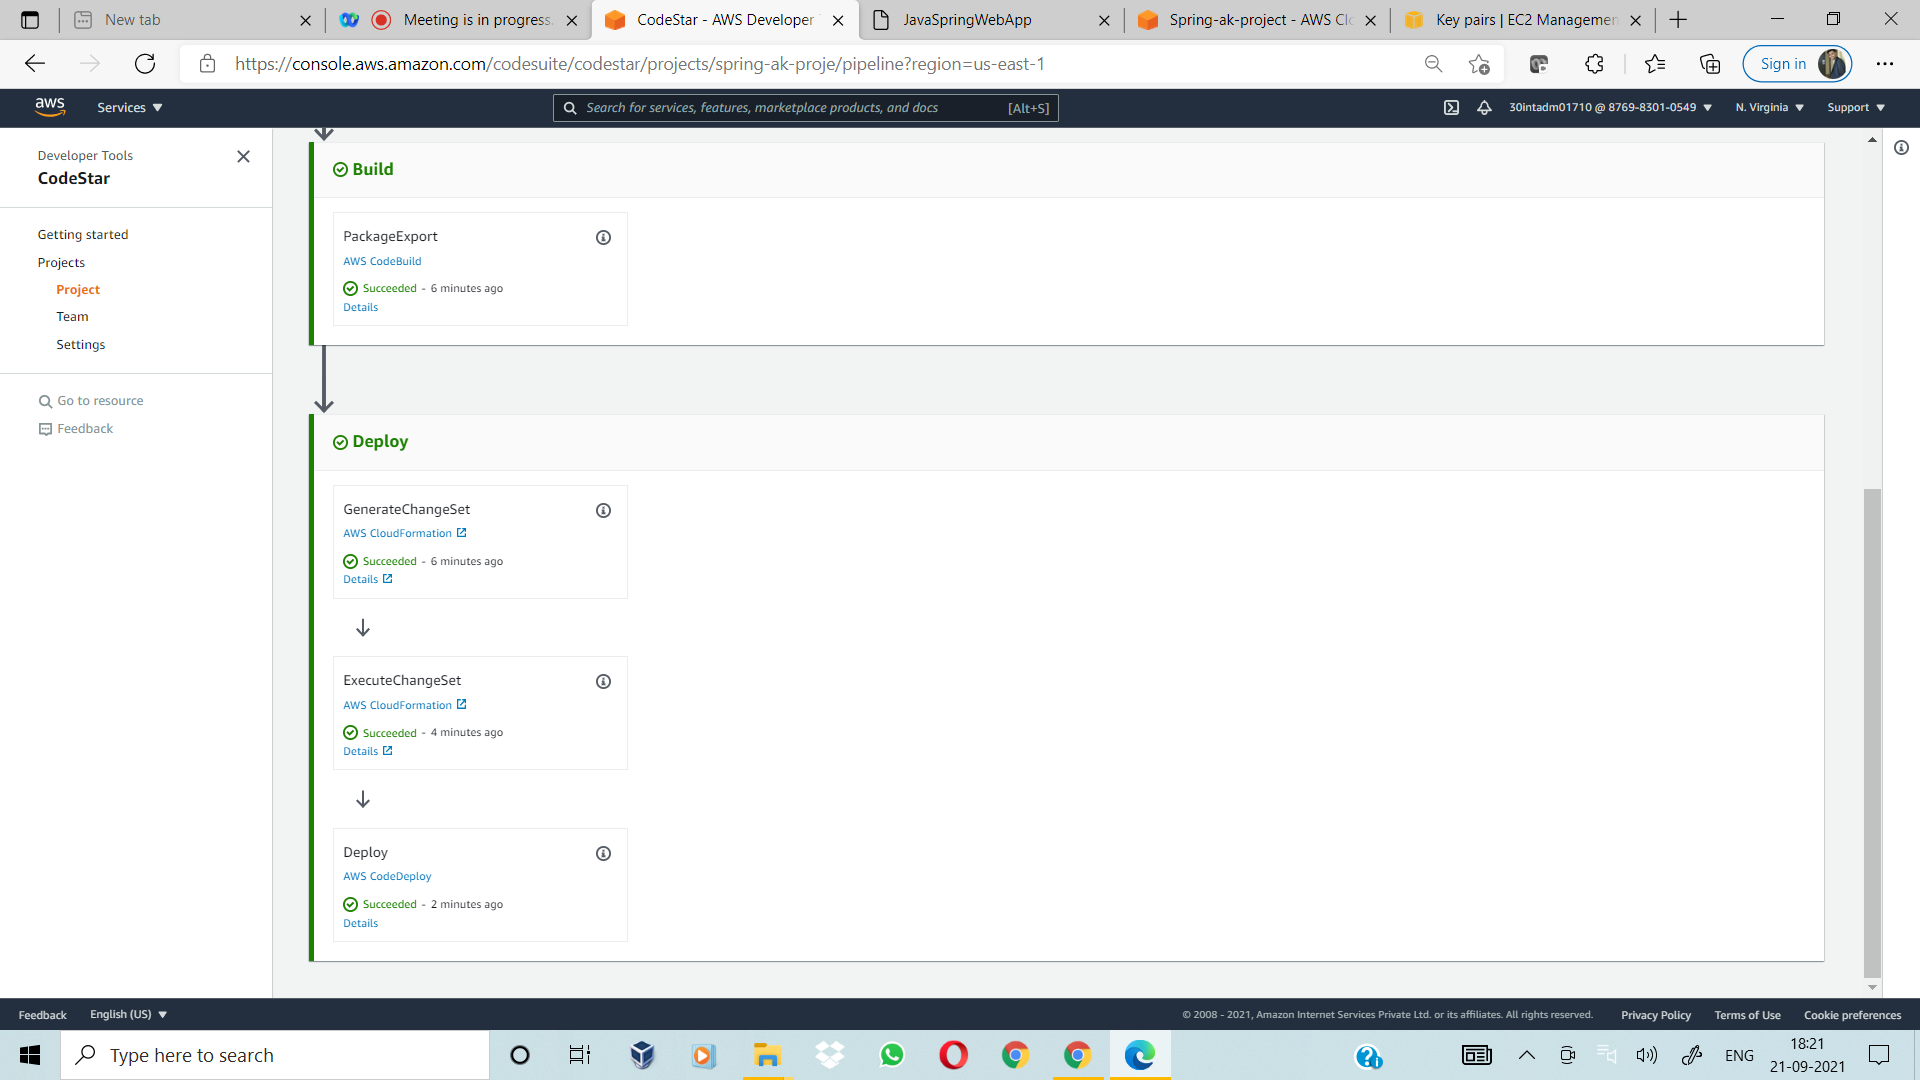 New tab
Meeting is in progress.
CodeStar - AWS Developer
JavaSpringWebApp
Spring-ak-project - AWS Clo
Key pairs | EC2 Managemen
https://console.aws.amazon.com/codesuite/codestar/projects/spring-ak-proje/pipeline?region=us-east-1
Sign in
aws
Services
Search for services, features, marketplace products, and docs
[Alt+S]
30intadm01710 @ 8769-8301-0549
N. Virginia
Support
Developer Tools
CodeStar
Getting started
Projects
Project
Team
Settings
Go to resource
Feedback
Build
PackageExport
AWS CodeBuild
Succeeded - 6 minutes ago
Details
Deploy
GenerateChangeSet
AWS CloudFormation
Succeeded - 6 minutes ago
Details
ExecuteChangeSet
AWS CloudFormation
Succeeded - 4 minutes ago
Details
Deploy
AWS CodeDeploy
Succeeded - 2 minutes ago
Details
Feedback
English (US)
© 2008 - 2021, Amazon Internet Services Private Ltd. or its affiliates. All rights reserved.
Privacy Policy
Terms of Use
Cookie preferences
Type here to search
ENG
18:21
21-09-2021